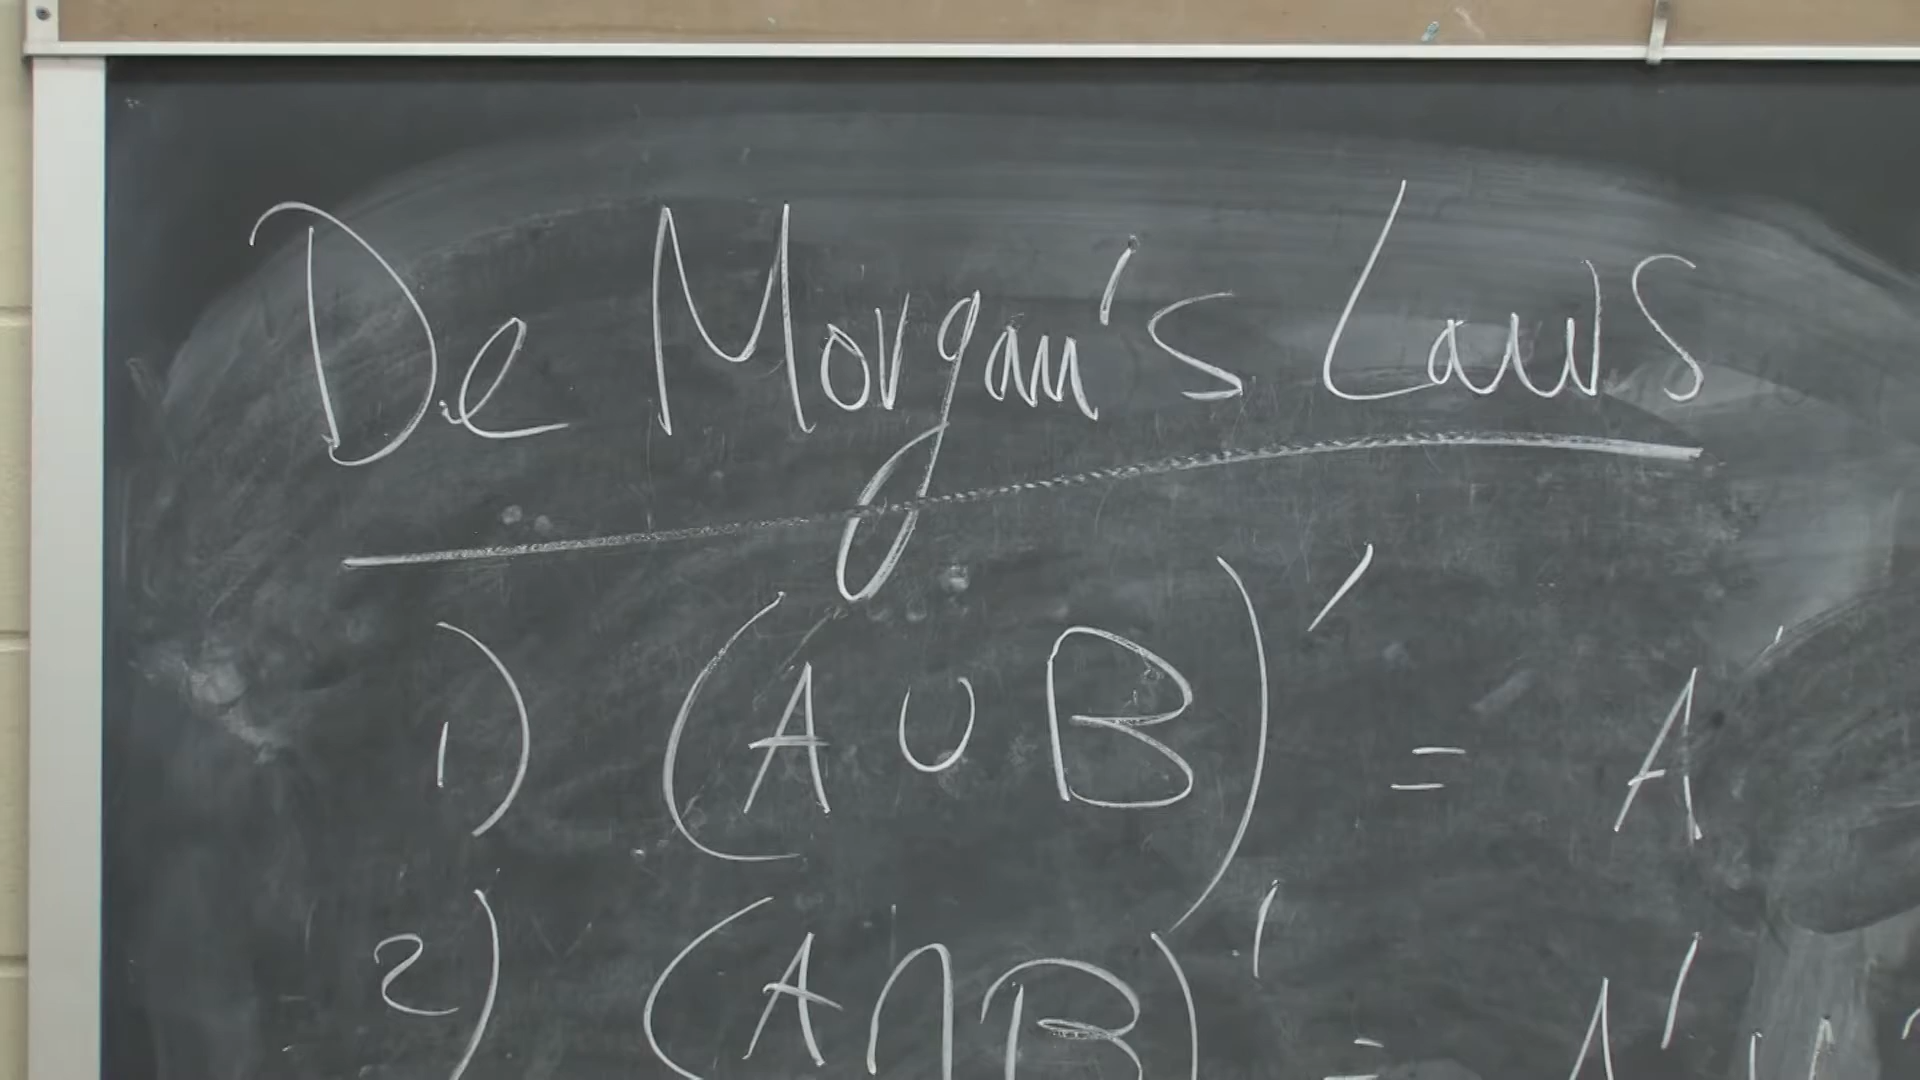 De Morgan's Laws
1) (A ∪ B)' = A
2) (A ∩ B)' = A' ∪